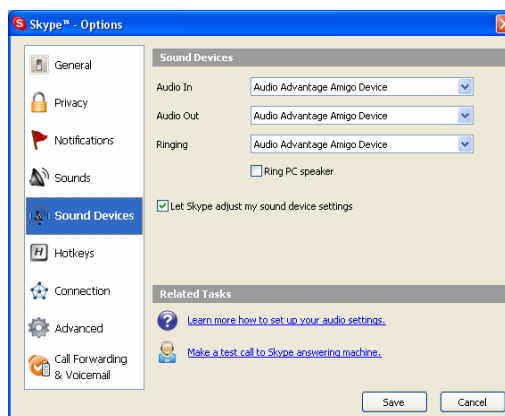 Skype™ - Options
General
Privacy
Notifications
Sounds
Sound Devices
Hotkeys
Connection
Advanced
Call Forwarding
& Voicemail
Sound Devices
Audio In
Audio Advantage Amigo Device
Audio Out
Audio Advantage Amigo Device
Ringing
Audio Advantage Amigo Device
Ring PC speaker
Let Skype adjust my sound device settings
Related Tasks
Learn more how to set up your audio settings.
Make a test call to Skype answering machine.
Save
Cancel